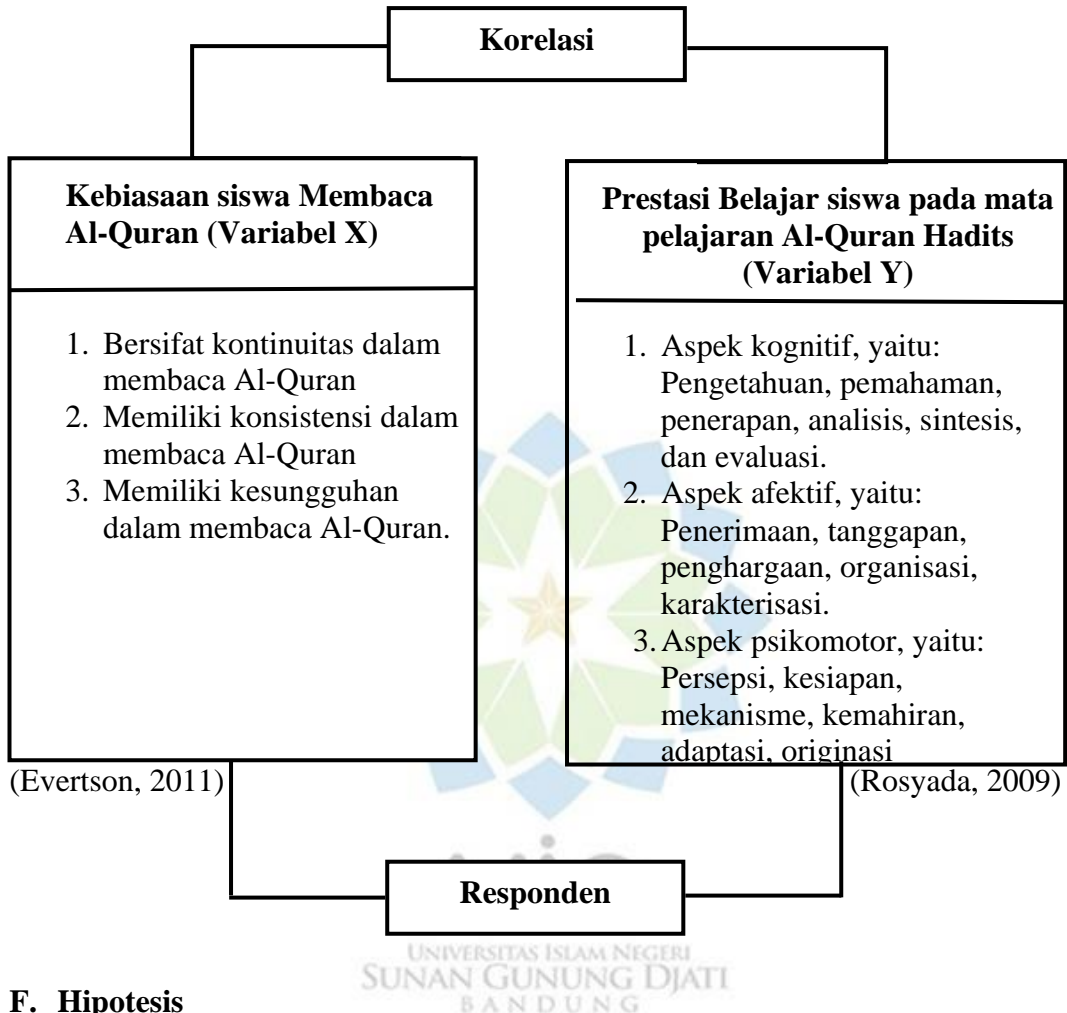 Korelasi
Kebiasaan siswa Membaca
Al-Quran (Variabel X)
1. Bersifat kontinuitas dalam
membaca Al-Quran
2. Memiliki konsistensi dalam
membaca Al-Quran
3. Memiliki kesungguhan
dalam membaca Al-Quran.
(Evertson, 2011)
Prestasi Belajar siswa pada mata
pelajaran Al-Quran Hadits
(Variabel Y)
1. Aspek kognitif, yaitu:
Pengetahuan, pemahaman,
penerapan, analisis, sintesis,
dan evaluasi.
2. Aspek afektif, yaitu:
Penerimaan, tanggapan,
penghargaan, organisasi,
karakterisasi.
3. Aspek psikomotor, yaitu:
Persepsi, kesiapan,
mekanisme, kemahiran,
adaptasi, originasi
(Rosyada, 2009)
Responden
UNIVERSITAS ISLAM NEGERI
SUNAN GUNUNG DJATI
BANDUNG
F. Hipotesis